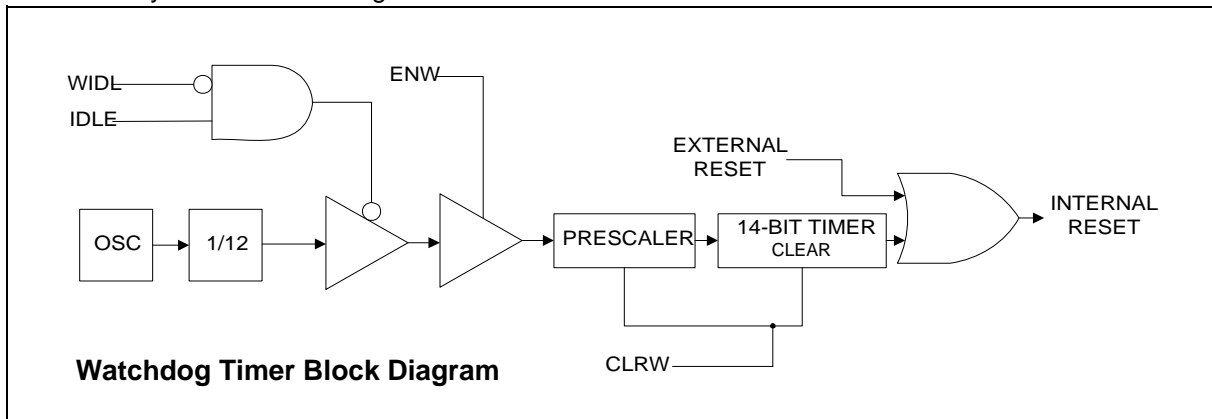 WIDL
IDLE
ENW
EXTERNAL
RESET
OSC
1/12
PRESCALER
14-BIT TIMER
CLEAR
INTERNAL
RESET
CLRW
Watchdog Timer Block Diagram